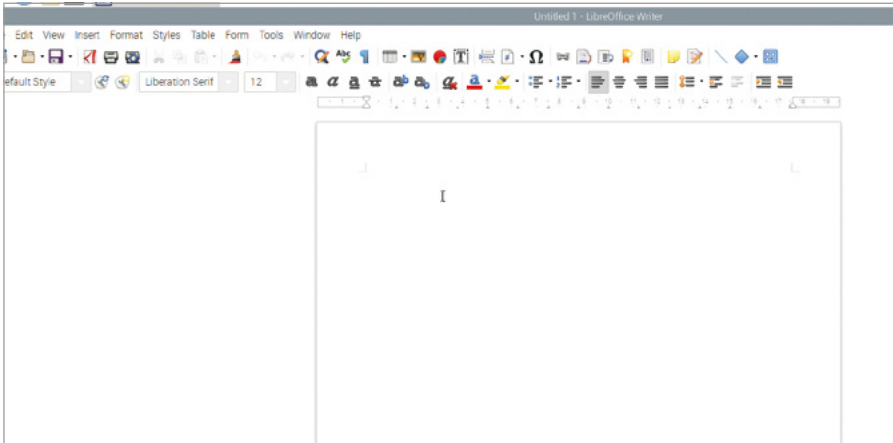 Untitled 1 - LibreOffice Writer
Edit View Insert Format Styles Table Form Tools Window Help
efault Style Liberation Serif 12